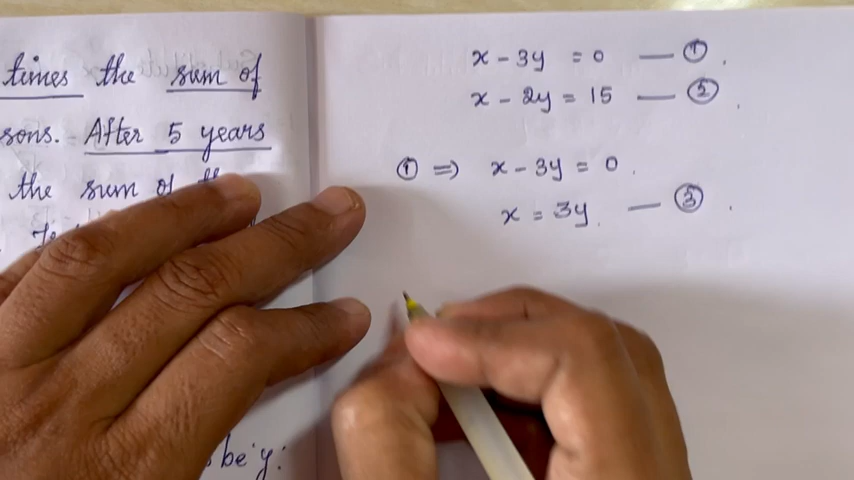 times the sum of
sons. After 5 years
the sum of
be 'y'.
x - 3y = 0 — ①
x - 2y = 15 — ②
① ⇒ x - 3y = 0.
x = 3y. — ③